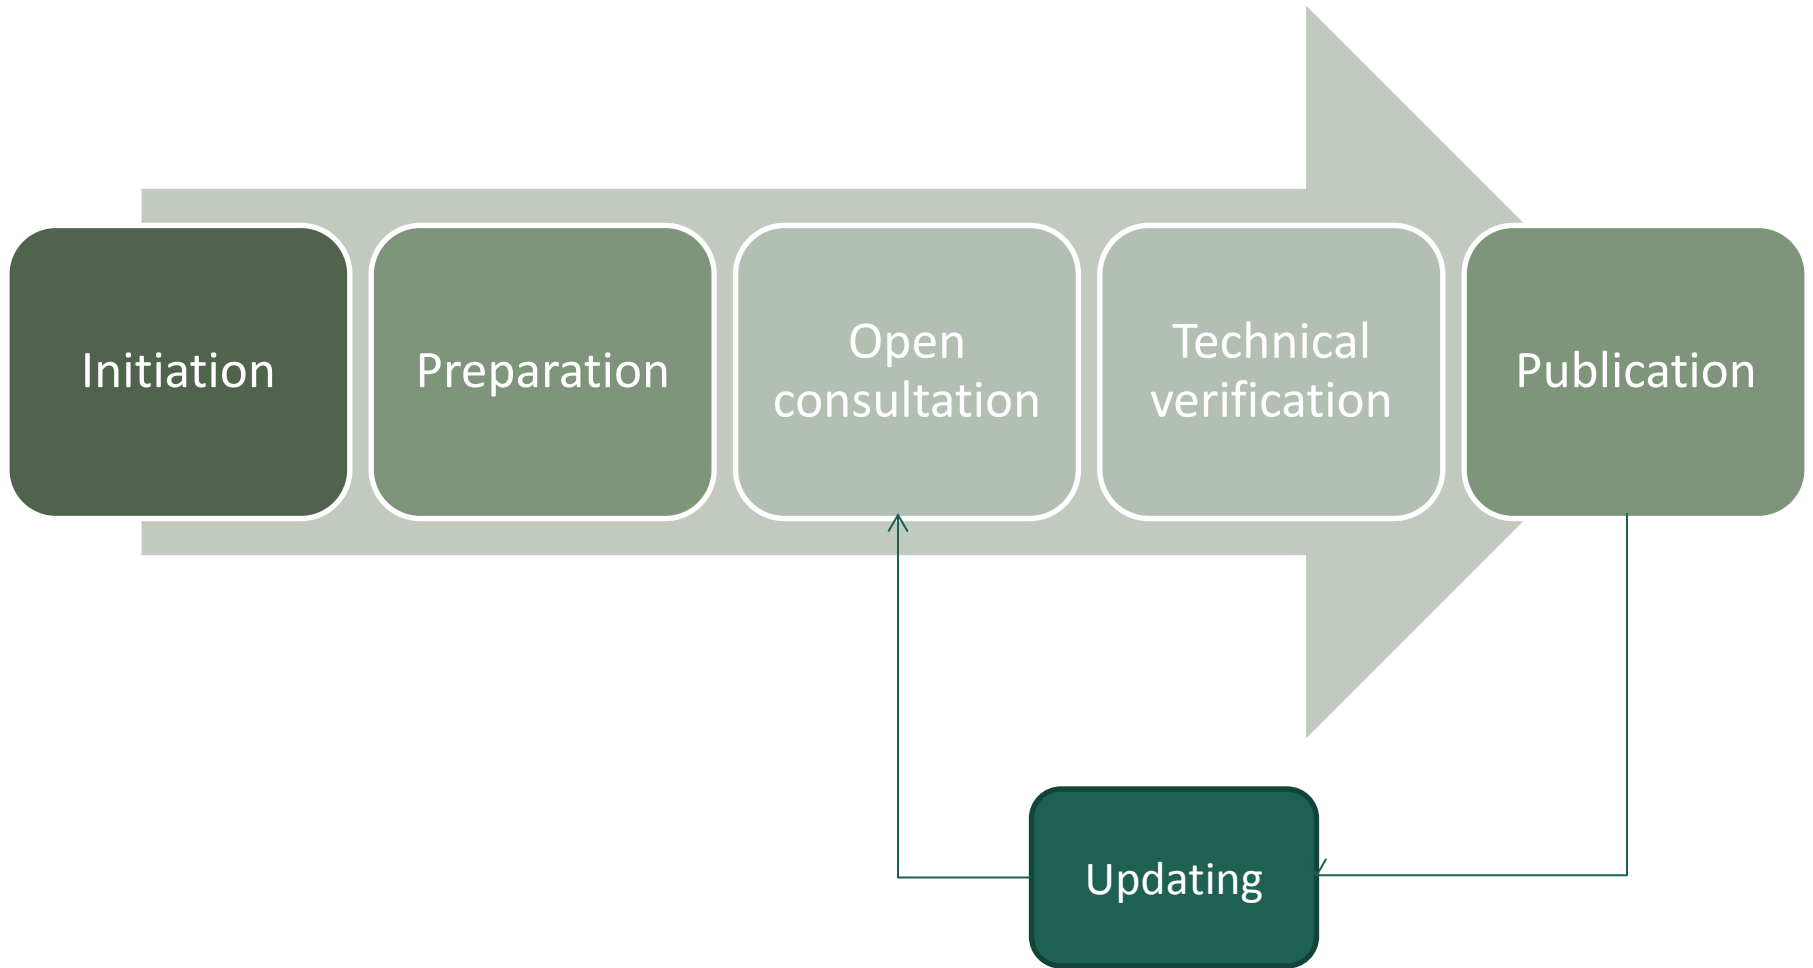 Initiation
Preparation
Open
consultation
Technical
verification
Publication
Updating